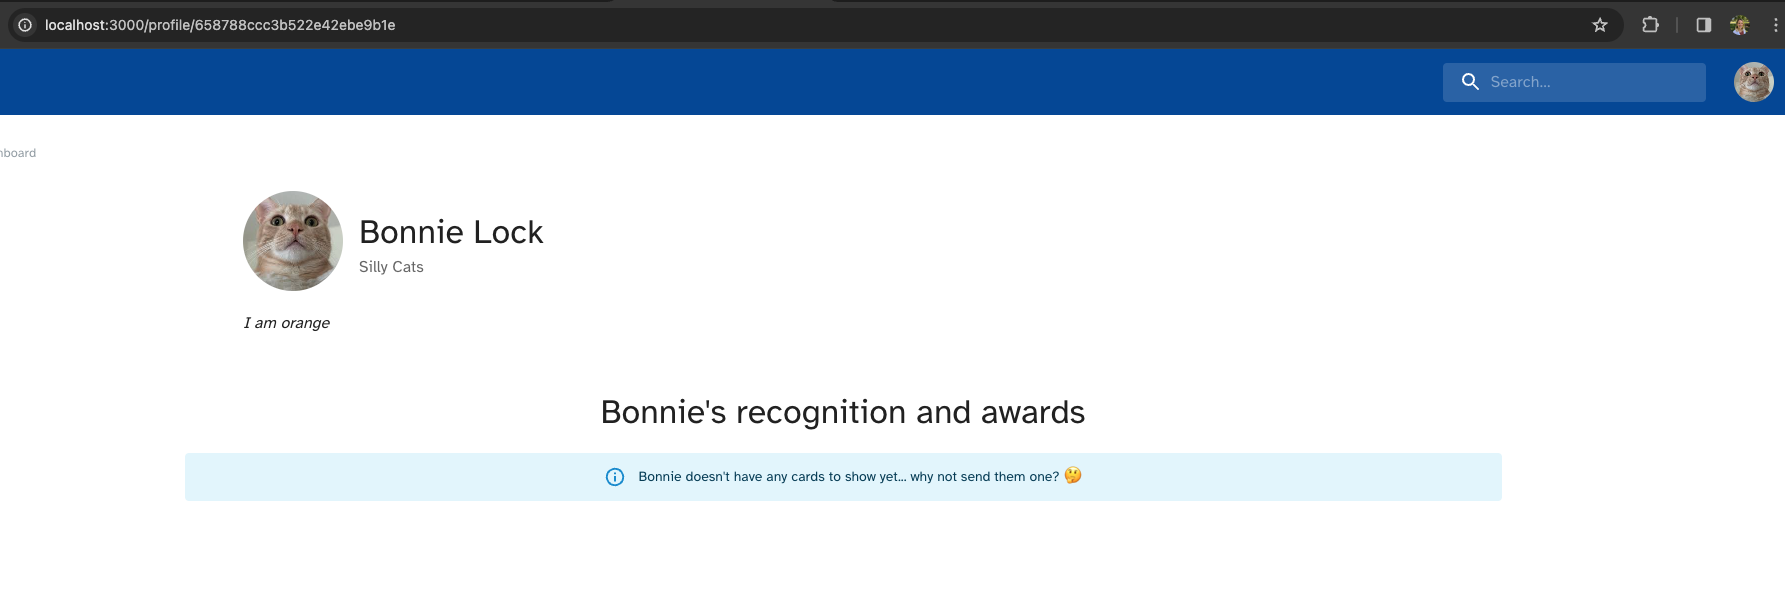 localhost:3000/profile/658788ccc3b522e42ebe9b1e
Search...
hboard
Bonnie Lock
Silly Cats
I am orange
Bonnie's recognition and awards
Bonnie doesn't have any cards to show yet... why not send them one? 🤔